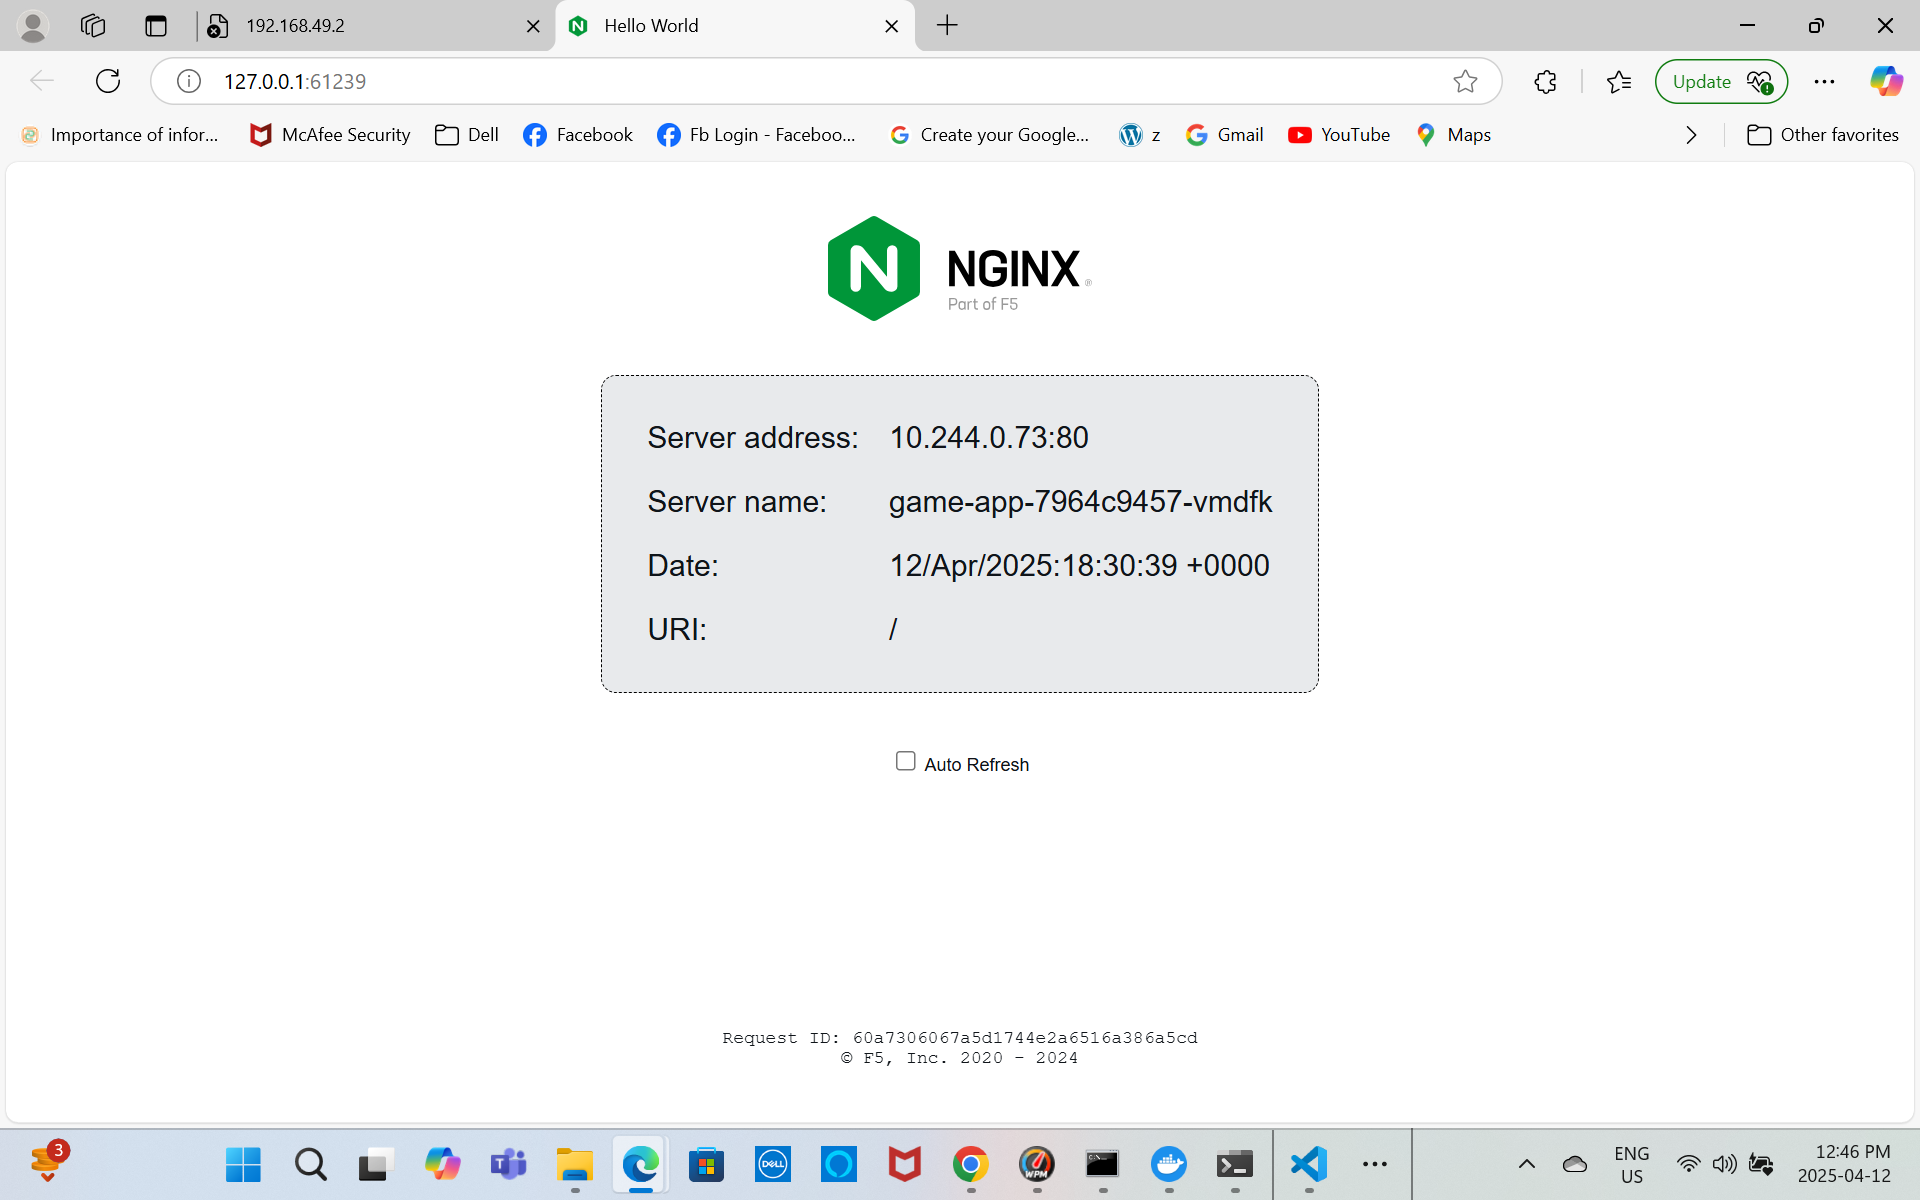 192.168.49.2
Hello World
127.0.0.1:61239
Update
Importance of infor...
McAfee Security
Dell
Facebook
Fb Login - Faceboo...
Create your Google...
z
Gmail
YouTube
Maps
Other favorites
N NGINX®
Part of F5
Server address: 10.244.0.73:80
Server name: game-app-7964c9457-vmdfk
Date: 12/Apr/2025:18:30:39 +0000
URI: /
Auto Refresh
Request ID: 60a7306067a5d1744e2a6516a386a5cd
© F5, Inc. 2020 - 2024
3
DELL
WPM
ENG
US
12:46 PM
2025-04-12